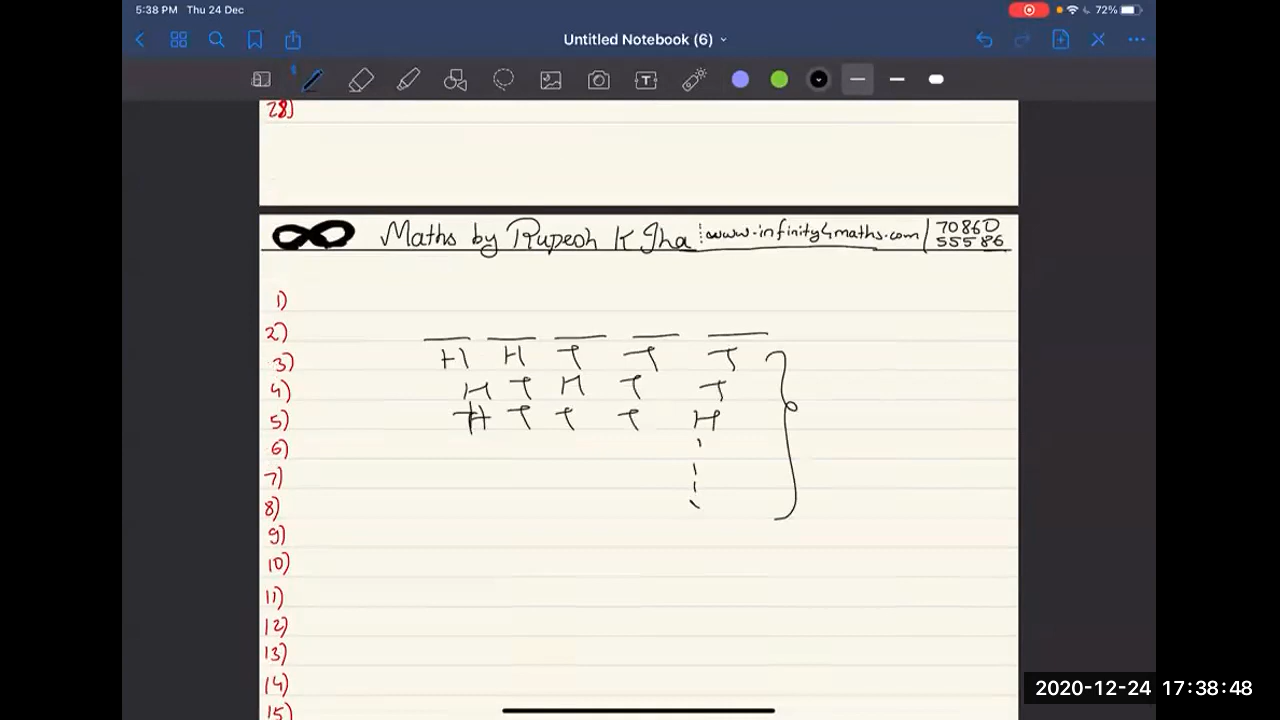 5:38 PM Thu 24 Dec
72%
Untitled Notebook (6)
T
28)
Maths by Rupesh K Jha www.infinity4maths.com 70860 55586
1)
2)
3) H H T T T
4) H T H T T
5) H T T T H
6)
7)
8)
9)
10)
11)
12)
13)
14)
15)
2020-12-24 17:38:48